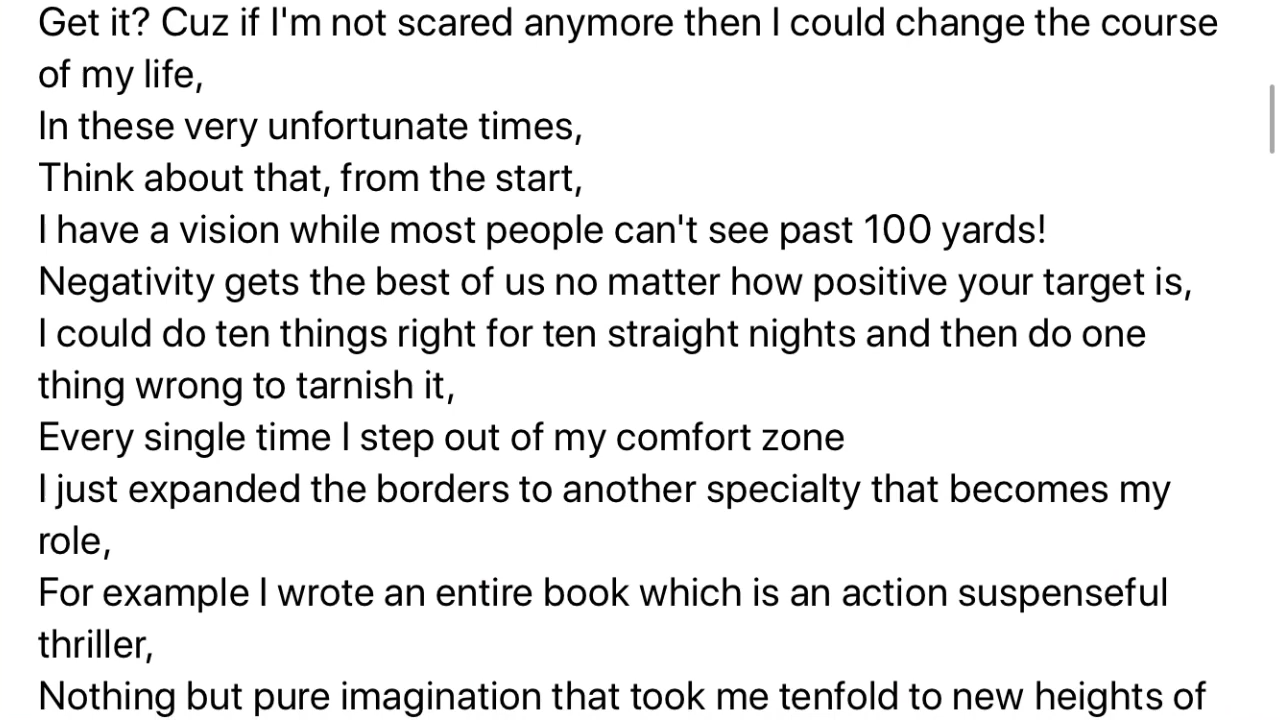 Get it? Cuz if I'm not scared anymore then I could change the course
of my life,
In these very unfortunate times,
Think about that, from the start,
I have a vision while most people can't see past 100 yards!
Negativity gets the best of us no matter how positive your target is,
I could do ten things right for ten straight nights and then do one
thing wrong to tarnish it,
Every single time I step out of my comfort zone
I just expanded the borders to another specialty that becomes my
role,
For example I wrote an entire book which is an action suspenseful
thriller,
Nothing but pure imagination that took me tenfold to new heights of